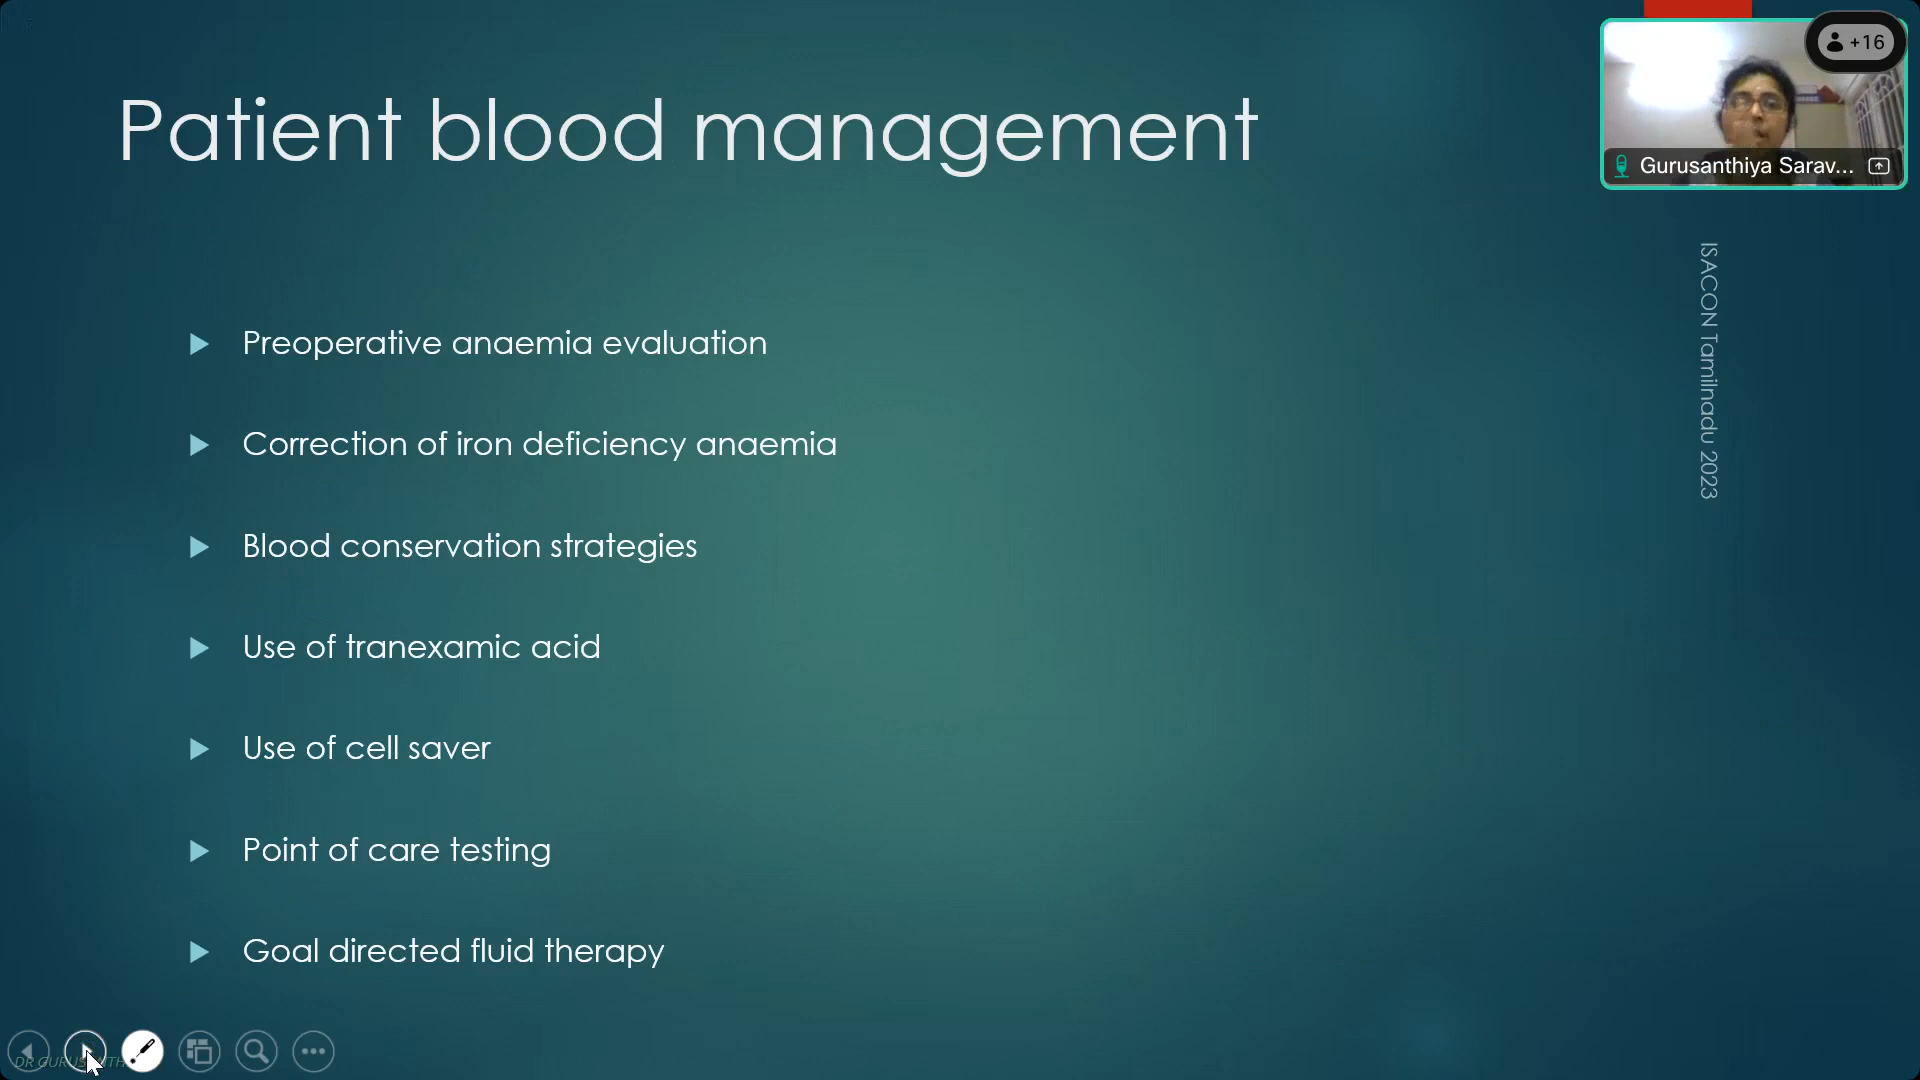 Patient blood management
+16
Gurusanthiya Sarav...
ISACON Tamilnadu 2023
Preoperative anaemia evaluation
Correction of iron deficiency anaemia
Blood conservation strategies
Use of tranexamic acid
Use of cell saver
Point of care testing
Goal directed fluid therapy
DR